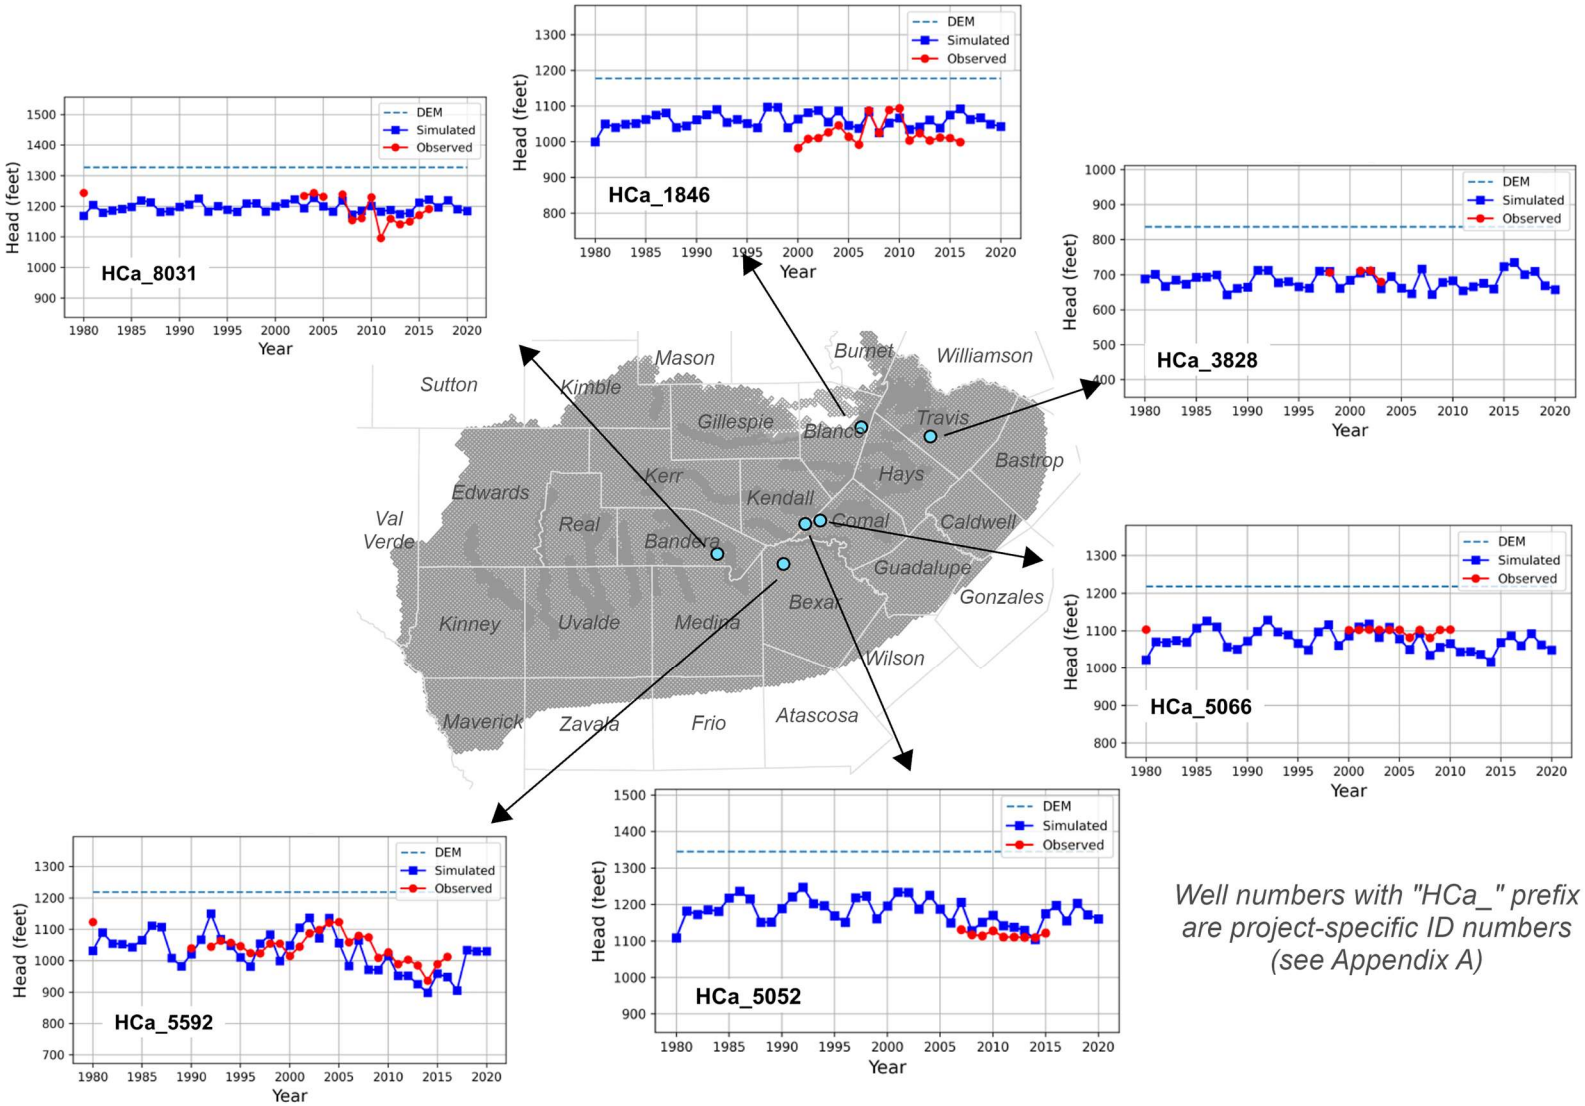 1300
1200
1100
1000
900
800
Head (feet)
DEM
Simulated
Observed
HCa_1846
1980
1985
1990
1995
2000
2005
2010
2015
2020
Year
1500
1400
1300
1200
1100
1000
900
Head (feet)
DEM
Simulated
Observed
HCa_8031
1980
1985
1990
1995
2000
2005
2010
2015
2020
Year
1000
900
800
700
600
500
400
Head (feet)
DEM
Simulated
Observed
HCa_3828
1980
1985
1990
1995
2000
2005
2010
2015
2020
Year
Mason
Burnet
Williamson
Sutton
Kimble
Gillespie
Blanco
Travis
Bastrop
Kerr
Hays
Edwards
Kendall
Val
Verde
Real
Comal
Caldwell
Bandera
Guadalupe
Gonzales
Bexar
Kinney
Uvalde
Medina
Wilson
Maverick
Zavala
Frio
Atascosa
1300
1200
1100
1000
900
800
Head (feet)
DEM
Simulated
Observed
HCa_5066
1980
1985
1990
1995
2000
2005
2010
2015
2020
Year
1300
1200
1100
1000
900
800
700
Head (feet)
DEM
Simulated
Observed
HCa_5592
1980
1985
1990
1995
2000
2005
2010
2015
2020
Year
1500
1400
1300
1200
1100
1000
900
Head (feet)
DEM
Simulated
Observed
HCa_5052
1980
1985
1990
1995
2000
2005
2010
2015
2020
Year
Well numbers with "HCa_" prefix
are project-specific ID numbers
(see Appendix A)